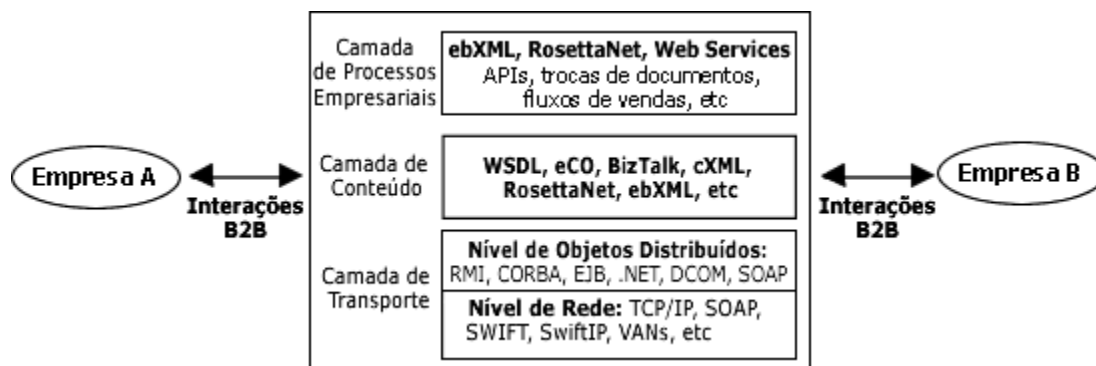 Empresa A
Interações
B2B
Camada
de Processos
Empresariais
ebXML, RosettaNet, Web Services
APIs, trocas de documentos,
fluxos de vendas, etc
Camada de
Conteúdo
WSDL, eCO, BizTalk, cXML,
RosettaNet, ebXML, etc
Camada de
Transporte
Nível de Objetos Distribuídos:
RMI, CORBA, EJB, .NET, DCOM, SOAP
Nível de Rede: TCP/IP, SOAP,
SWIFT, SwiftIP, VANs, etc
Empresa B
Interações
B2B